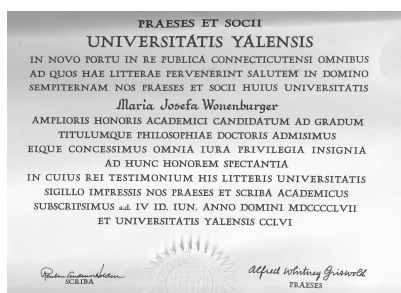 PRAESES ET SOCII
UNIVERSITÁTIS YALENSIS
IN NOVO PORTU IN RE PUBLICA CONNECTICUTENSI OMNIBUS
AD QUOS HAE LITTERAE PERVENERINT SALUTEM IN DOMINO
SEMPITERNAM NOS PRAESES ET SOCII HUIUS UNIVERSITATIS
Maria Josefa Wonenburger
AMPLIORIS HONORIS ACADEMICI CANDIDATUM AD GRADUM
TITULUMQUE PHILOSOPHIAE DOCTORIS ADMISIMUS
EIQUE CONCESSIMUS OMNIA IURA PRIVILEGIA INSIGNIA
AD HUNC HONOREM SPECTANTIA
IN CUIUS REI TESTIMONIUM HIS LITTERIS UNIVERSITATIS
SIGILLO IMPRESSIS NOS PRAESES ET SCRIBA ACADEMICUS
SUBSCRIPSIMUS a.d. IV ID. IUN. ANNO DOMINI MDCCCCLVII
ET UNIVERSITATIS YALENSIS CCLVI
Reuben Andrus Holden
SCRIBA
Alfred Whitney Griswold
PRAESES